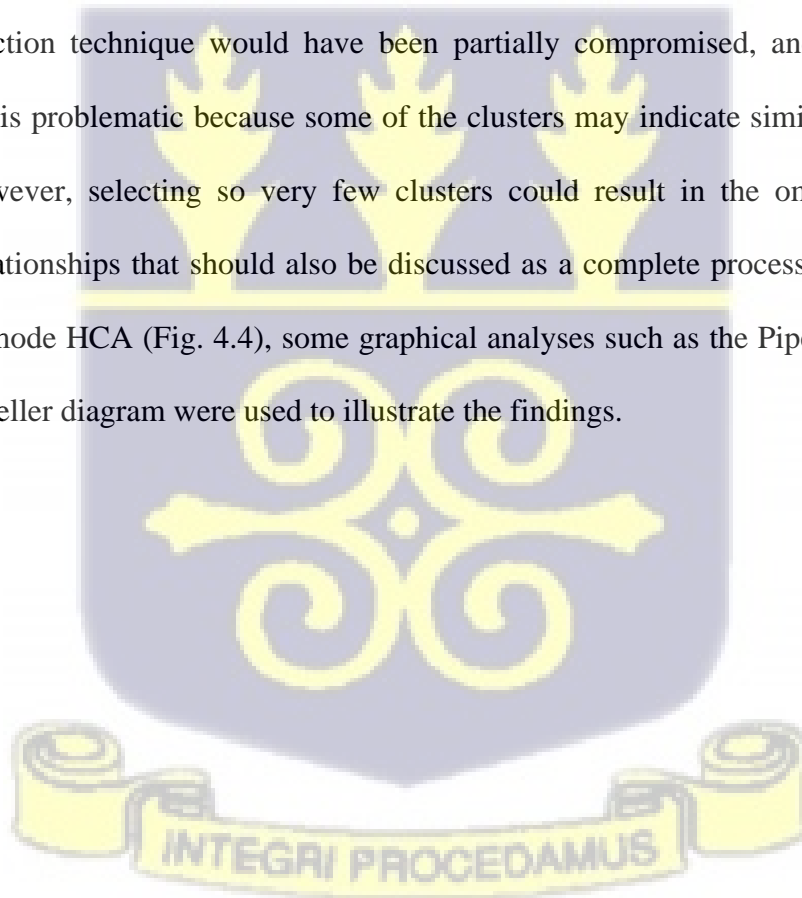 ction technique would have been partially compromised, an
is problematic because some of the clusters may indicate simi
wever, selecting so very few clusters could result in the on
ationships that should also be discussed as a complete process
node HCA (Fig. 4.4), some graphical analyses such as the Pip
eller diagram were used to illustrate the findings.
INTEGRI PROCEDAMUS